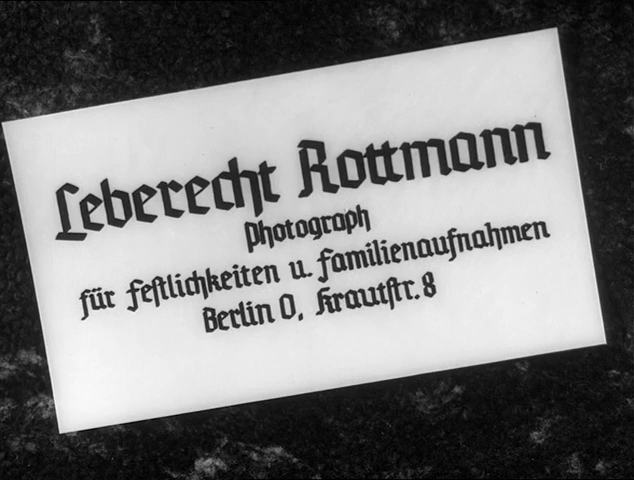 Leberecht Rottmann
Photograph
für Festlichkeiten u. Familienaufnahmen
Berlin O, Krautstr. 8